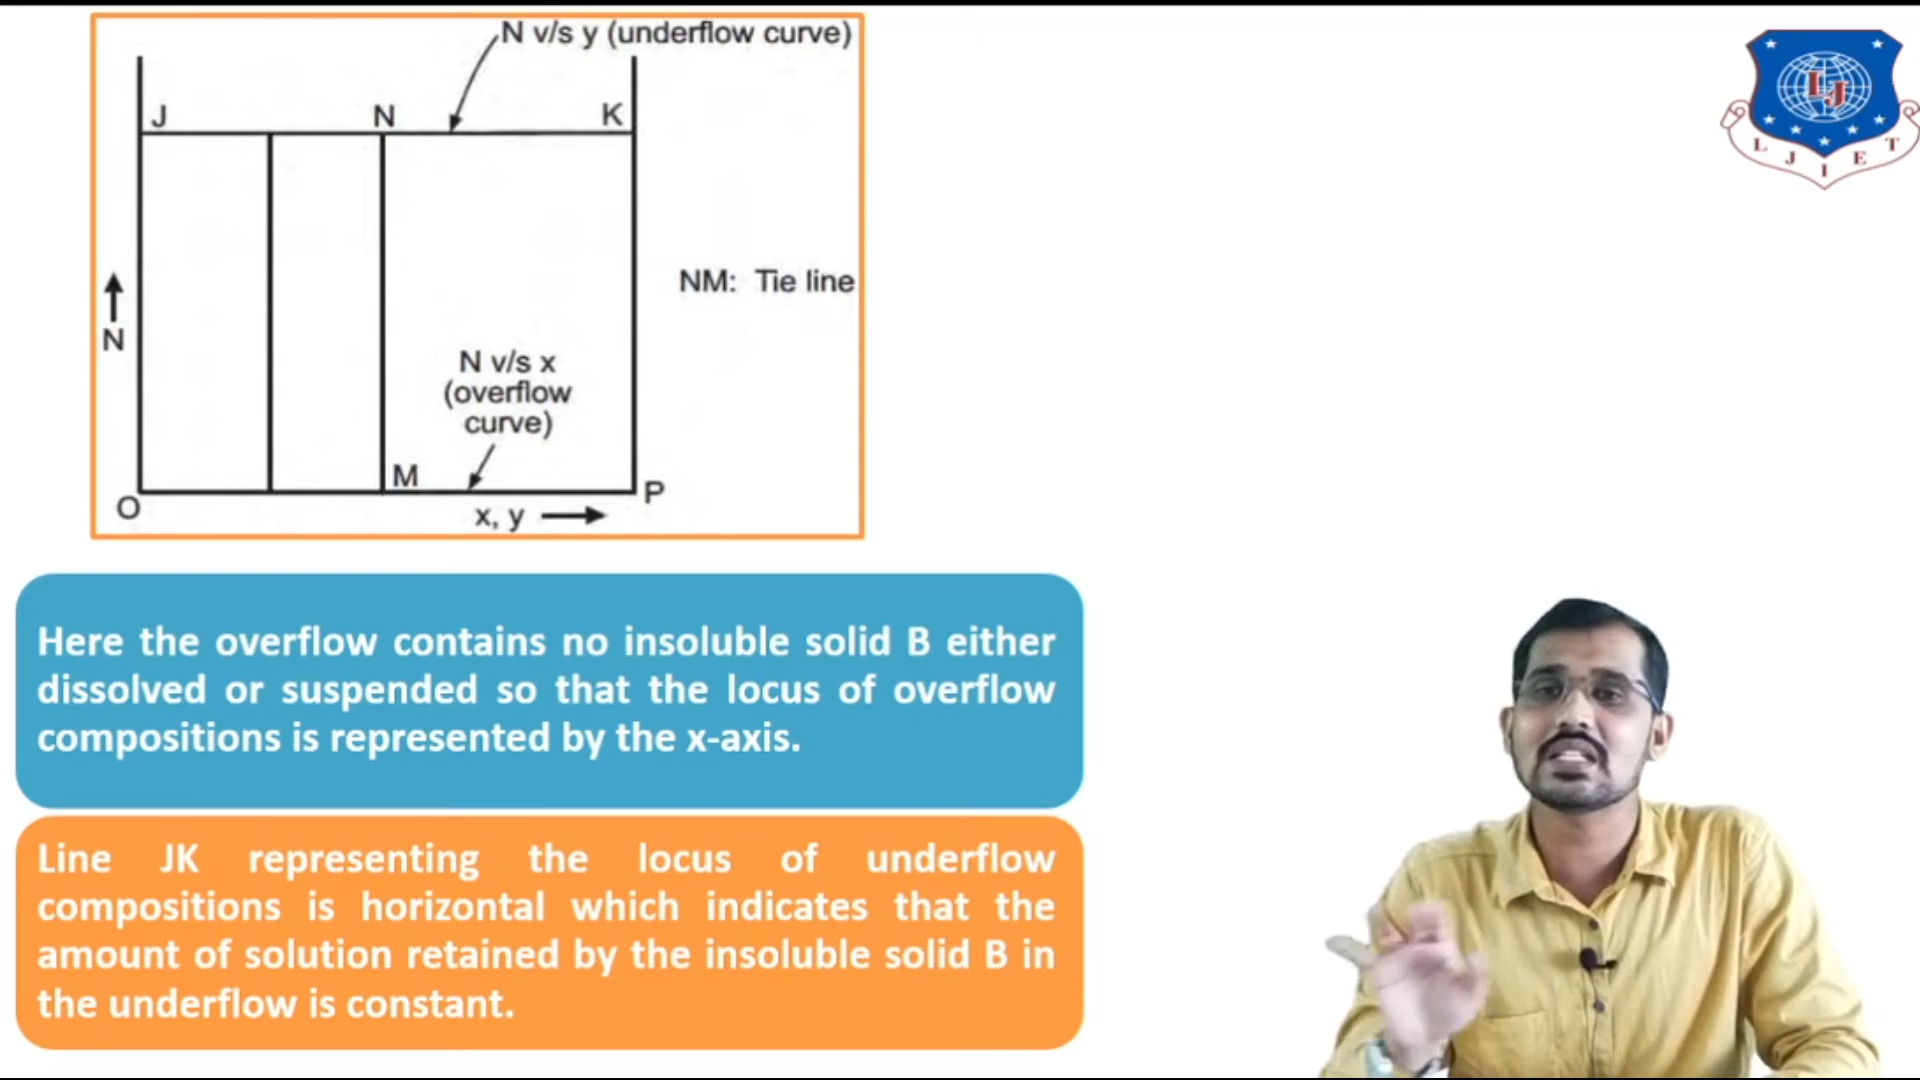 N v/s y (underflow curve)
J
N
K
N
NM: Tie line
N v/s x
(overflow
curve)
M
O
P
x, y
L J I E T
LJ
Here the overflow contains no insoluble solid B either
dissolved or suspended so that the locus of overflow
compositions is represented by the x-axis.
Line JK representing the locus of underflow
compositions is horizontal which indicates that the
amount of solution retained by the insoluble solid B in
the underflow is constant.